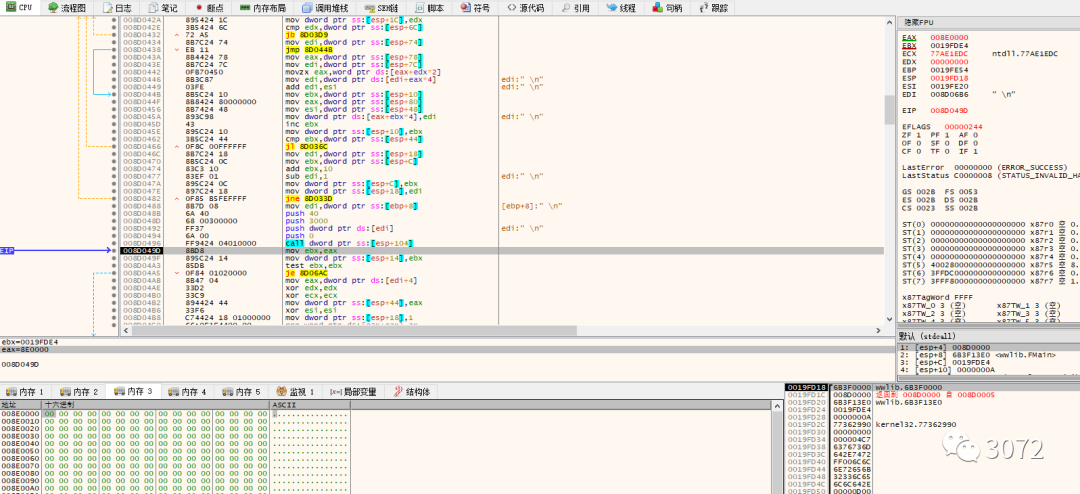 CPU 流程图 日志 笔记 断点 内存布局 调用堆栈 SEH链 脚本 符号 源代码 引用 线程 句柄 跟踪
008D042A 895424 1C mov dword ptr ss:[esp+1C],edx
008D042E 3B5424 6C cmp edx,dword ptr ss:[esp+6C]
008D0432 72 A5 jb 8D03D9
008D0434 8B7C24 74 mov edi,dword ptr ss:[esp+74]
008D0438 EB 11 jmp 8D044B
008D043A 8B4424 78 mov eax,dword ptr ss:[esp+78]
008D043E 8B7C24 7C mov edi,dword ptr ss:[esp+7C]
008D0442 0FB70450 movzx eax,word ptr ds:[eax+edx*2]
008D0446 8B3C87 mov edi,dword ptr ds:[edi+eax*4] edi:" \n"
008D0449 03FE add edi,esi edi:" \n"
008D044B 8B5C24 10 mov ebx,dword ptr ss:[esp+10]
008D044F 8B8424 80000000 mov eax,dword ptr ss:[esp+80]
008D0456 8B7424 48 mov esi,dword ptr ss:[esp+48]
008D045A 893C98 mov dword ptr ds:[eax+ebx*4],edi edi:" \n"
008D045D 43 inc ebx
008D045E 895C24 10 mov dword ptr ss:[esp+10],ebx
008D0462 3B5C24 44 cmp ebx,dword ptr ss:[esp+44]
008D0466 0F8C 00FFFFFF jl 8D036C
008D046C 8B7C24 18 mov edi,dword ptr ss:[esp+18]
008D0470 8B5C24 0C mov ebx,dword ptr ss:[esp+C]
008D0474 83C3 10 add ebx,10
008D0477 83EF 01 sub edi,1 edi:" \n"
008D047A 895C24 0C mov dword ptr ss:[esp+C],ebx
008D047E 897C24 18 mov dword ptr ss:[esp+18],edi
008D0482 0F85 B5FEFFFF jne 8D033D
008D0488 8B7D 08 mov edi,dword ptr ss:[ebp+8] [ebp+8]:" \n"
008D048B 6A 40 push 40
008D048D 68 00300000 push 3000
008D0492 FF37 push dword ptr ds:[edi] edi:" \n"
008D0494 6A 00 push 0
008D0496 FF9424 04010000 call dword ptr ss:[esp+104]
EIP 008D049D 8BD8 mov ebx,eax
008D049F 895C24 14 mov dword ptr ss:[esp+14],ebx
008D04A3 85DB test ebx,ebx
008D04A5 0F84 01020000 je 8D06AC
008D04AB 8B47 04 mov eax,dword ptr ds:[edi+4]
008D04AE 33D2 xor edx,edx
008D04B0 33C9 xor ecx,ecx
008D04B2 894424 44 mov dword ptr ss:[esp+44],eax
008D04B6 33F6 xor esi,esi
008D04B8 C74424 18 01000000 mov dword ptr ss:[esp+18],1
隐藏FPU
EAX 008E0000
EBX 0019FDE4
ECX 77AE1EDC ntdll.77AE1EDC
EDX 00000000
EBP 0019FE54
ESP 0019FD18
ESI 0019FE20
EDI 008D06B6 " \n"
EIP 008D049D
EFLAGS 00000244
ZF 1 PF 1 AF 0
OF 0 SF 0 DF 0
CF 0 TF 0 IF 1
LastError 00000000 (ERROR_SUCCESS)
LastStatus C0000008 (STATUS_INVALID_HA
GS 002B FS 0053
ES 002B DS 002B
CS 0023 SS 002B
ST(0) 00000000000000000000 x87r0 空 0.
ST(1) 00000000000000000000 x87r1 空 0.
ST(2) 00000000000000000000 x87r2 空 0.
ST(3) 00000000000000000000 x87r3 空 0.
ST(4) 00000000000000000000 x87r4 空 0.
ST(5) 40028000000000000000 x87r5 空 8.
ST(6) 3FFDC000000000000000 x87r6 空 0.
ST(7) 3FFF8000000000000000 x87r7 空 1.
x87TagWord FFFF
x87TW_0 3 (空) x87TW_1 3 (空)
x87TW_2 3 (空) x87TW_3 3 (空)
默认 (stdcall)
1: [esp+4] 008D0000
2: [esp+8] 6B3F13E0 <wwlib.FMain>
3: [esp+C] 0019FDE4
4: [esp+10] 0000000A
ebx=0019FDE4
eax=8E0000
008D049D
内存 1 内存 2 内存 3 内存 4 内存 5 监视 1 局部变量 结构体
地址 十六进制 ASCII
008E0000 00 00 00 00 00 00 00 00 00 00 00 00 00 00 00 00 ................
008E0010 00 00 00 00 00 00 00 00 00 00 00 00 00 00 00 00 ................
008E0020 00 00 00 00 00 00 00 00 00 00 00 00 00 00 00 00 ................
008E0030 00 00 00 00 00 00 00 00 00 00 00 00 00 00 00 00 ................
008E0040 00 00 00 00 00 00 00 00 00 00 00 00 00 00 00 00 ................
008E0050 00 00 00 00 00 00 00 00 00 00 00 00 00 00 00 00 ................
008E0060 00 00 00 00 00 00 00 00 00 00 00 00 00 00 00 00 ................
008E0070 00 00 00 00 00 00 00 00 00 00 00 00 00 00 00 00 ................
008E0080 00 00 00 00 00 00 00 00 00 00 00 00 00 00 00 00 ................
008E0090 00 00 00 00 00 00 00 00 00 00 00 00 00 00 00 00 ................
008E00A0 00 00 00 00 00 00 00 00 00 00 00 00 00 00 00 00 ................
0019FD18 6B3F0000 wwlib.6B3F0000
0019FD1C 008D0000 返回到 008D0000 自 008D0005
0019FD20 6B3F13E0 wwlib.6B3F13E0
0019FD24 0019FDE4
0019FD28 0000000A
0019FD2C 77362990 kernel32.77362990
0019FD30 00000000
0019FD34 000004C7
0019FD38 6376736D
0019FD3C 642E7472
0019FD40 FF006C6C
0019FD44 6E72656B
0019FD48 32336C65
0019FD4C 6C6C642E
0019FD50 00000D00
3072